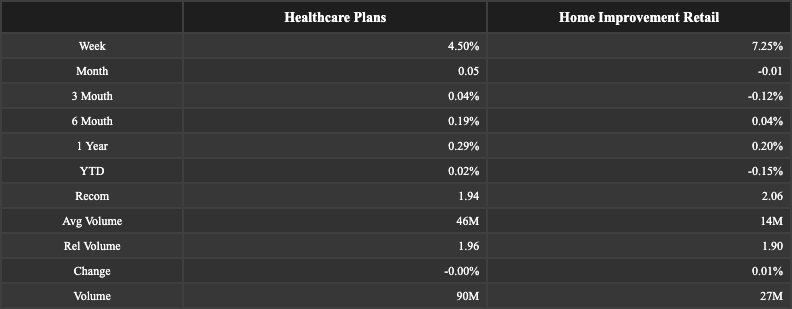 Healthcare Plans Home Improvement Retail
Week 4.50% 7.25%
Month 0.05 -0.01
3 Mouth 0.04% -0.12%
6 Mouth 0.19% 0.04%
1 Year 0.29% 0.20%
YTD 0.02% -0.15%
Recom 1.94 2.06
Avg Volume 46M 14M
Rel Volume 1.96 1.90
Change -0.00% 0.01%
Volume 90M 27M